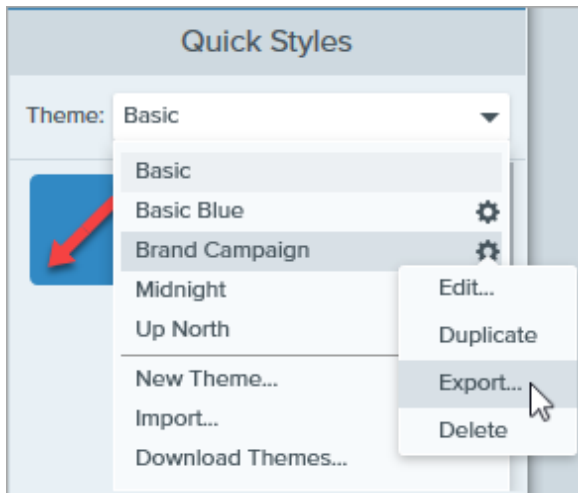 Quick Styles
Theme: Basic
Basic
Basic Blue
Brand Campaign
Midnight
Up North
New Theme...
Import...
Download Themes...
Edit...
Duplicate
Export...
Delete